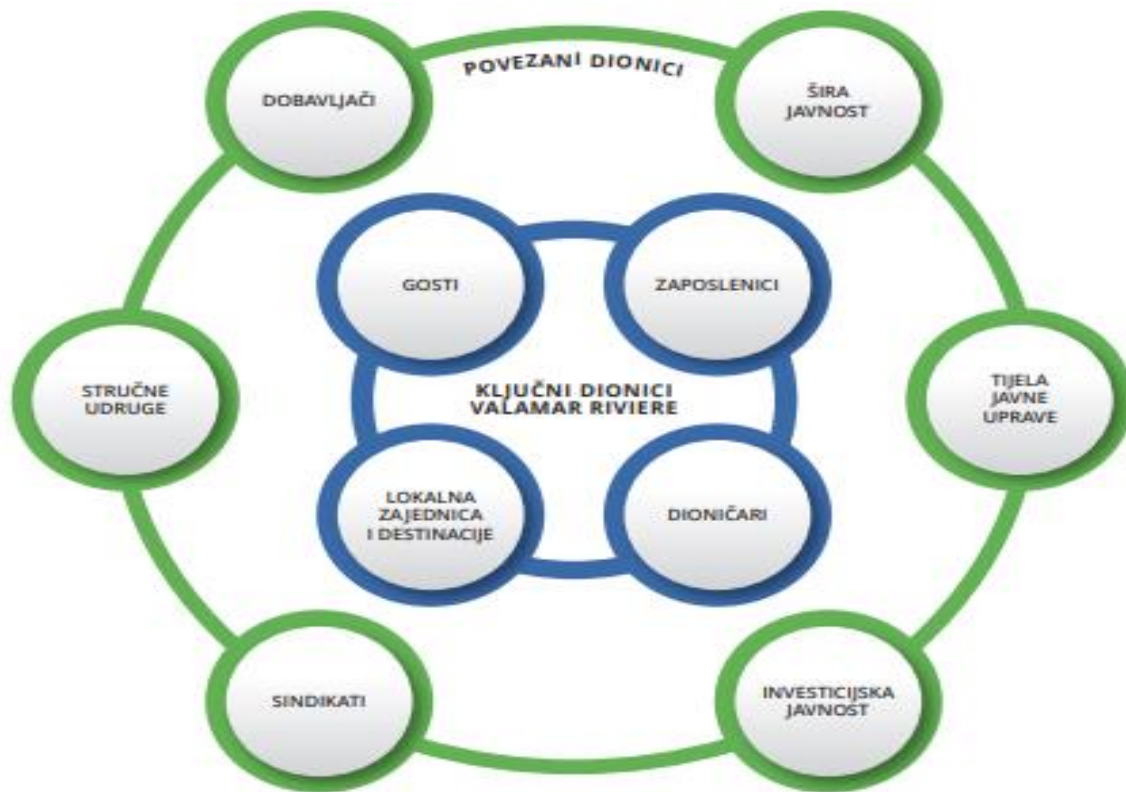 POVEZANI DIONICI
DOBAVLJAČI
ŠIRA
JAVNOST
GOSTI
ZAPOSLENICI
STRUČNE
UDRUGE
KLJUČNI DIONICI
VALAMAR RIVIERE
TIJELA
JAVNE
UPRAVE
LOKALNA
ZAJEDNICA
I DESTINACIJE
DIONIČARI
SINDIKATI
INVESTICIJSKA
JAVNOST